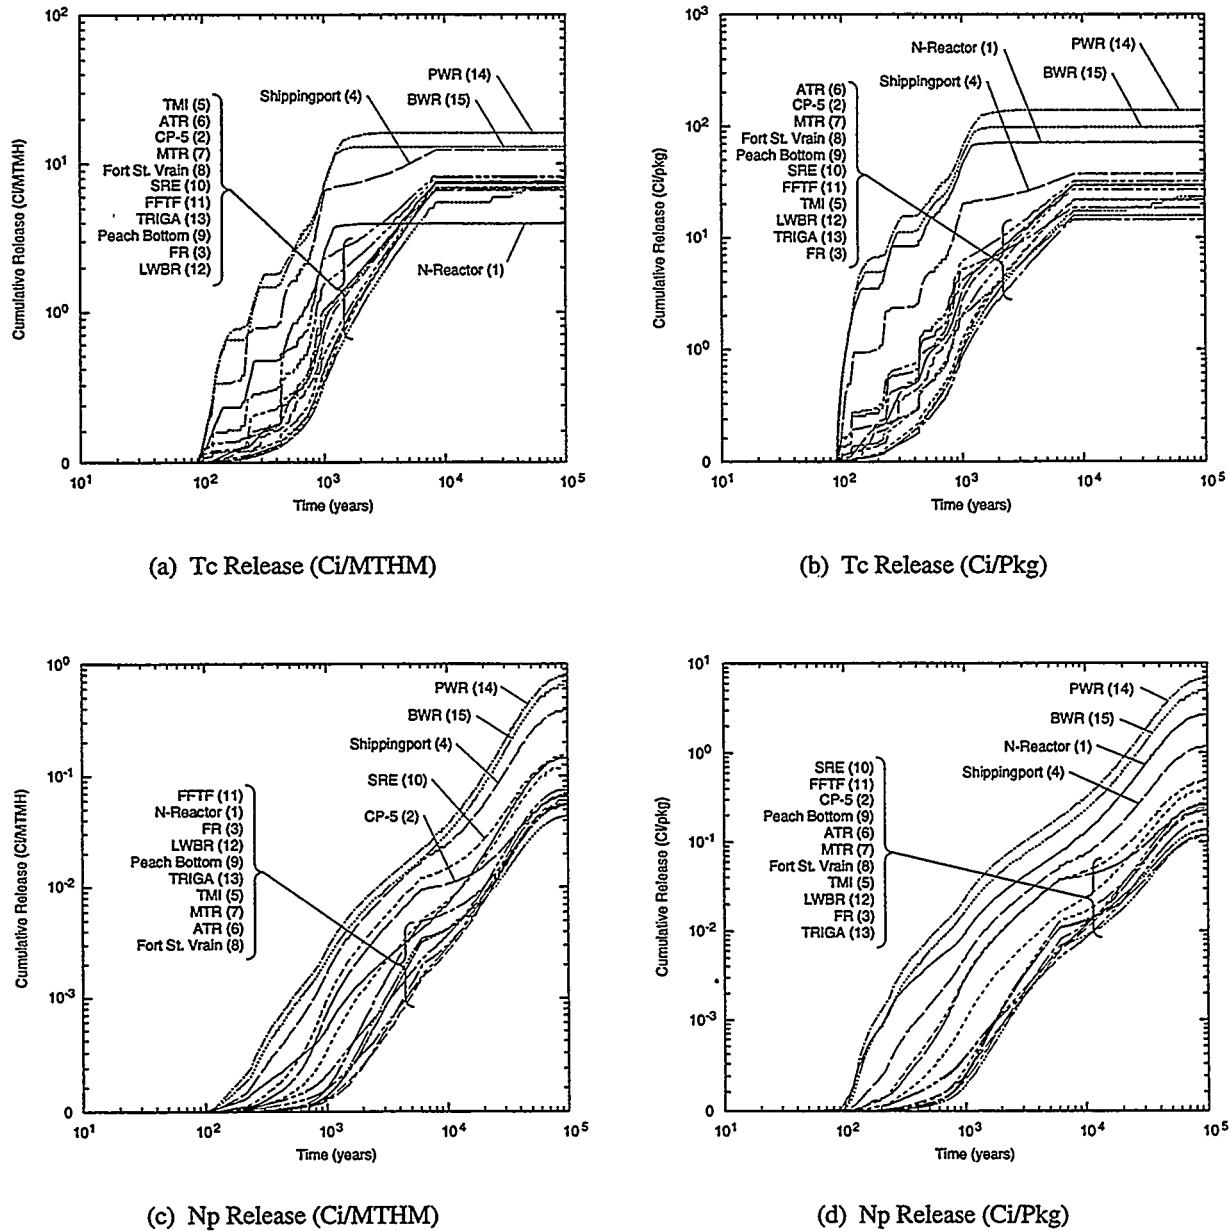 10²
10¹
10⁰
0
Cumulative Release (Ci/MTMH)
PWR (14)
Shippingport (4)
BWR (15)
TMI (5)
ATR (6)
CP-5 (2)
MTR (7)
Fort St. Vrain (8)
SRE (10)
FFTF (11)
TRIGA (13)
Peach Bottom (9)
FR (3)
LWBR (12)
N-Reactor (1)
10¹ 10² 10³ 10⁴ 10⁵
Time (years)
(a) Tc Release (Ci/MTHM)
10³
10²
10¹
10⁰
0
Cumulative Release (Ci/pkg)
N-Reactor (1)
PWR (14)
Shippingport (4)
BWR (15)
ATR (6)
CP-5 (2)
MTR (7)
Fort St. Vrain (8)
Peach Bottom (9)
SRE (10)
FFTF (11)
TMI (5)
LWBR (12)
TRIGA (13)
FR (3)
10¹ 10² 10³ 10⁴ 10⁵
Time (years)
(b) Tc Release (Ci/Pkg)
10⁰
10⁻¹
10⁻²
10⁻³
0
Cumulative Release (Ci/MTMH)
PWR (14)
BWR (15)
Shippingport (4)
SRE (10)
CP-5 (2)
FFTF (11)
N-Reactor (1)
FR (3)
LWBR (12)
Peach Bottom (9)
TRIGA (13)
TMI (5)
MTR (7)
ATR (6)
Fort St. Vrain (8)
10¹ 10² 10³ 10⁴ 10⁵
Time (years)
(c) Np Release (Ci/MTHM)
10¹
10⁰
10⁻¹
10⁻²
10⁻³
0
Cumulative Release (Ci/pkg)
PWR (14)
BWR (15)
N-Reactor (1)
Shippingport (4)
SRE (10)
FFTF (11)
CP-5 (2)
Peach Bottom (9)
ATR (6)
MTR (7)
Fort St. Vrain (8)
TMI (5)
LWBR (12)
FR (3)
TRIGA (13)
10¹ 10² 10³ 10⁴ 10⁵
Time (years)
(d) Np Release (Ci/Pkg)